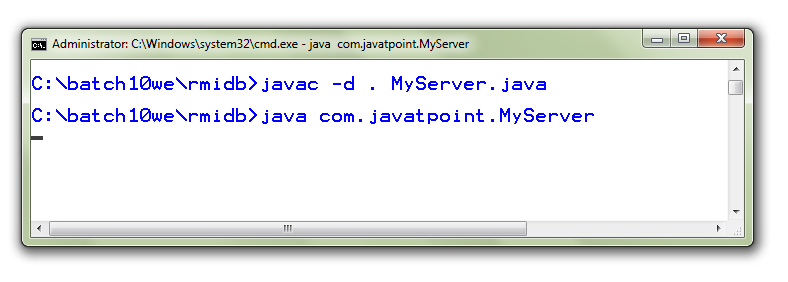 Administrator: C:\Windows\system32\cmd.exe - java  com.javatpoint.MyServer
C:\batch10we\rmidb>javac -d . MyServer.java
C:\batch10we\rmidb>java com.javatpoint.MyServer